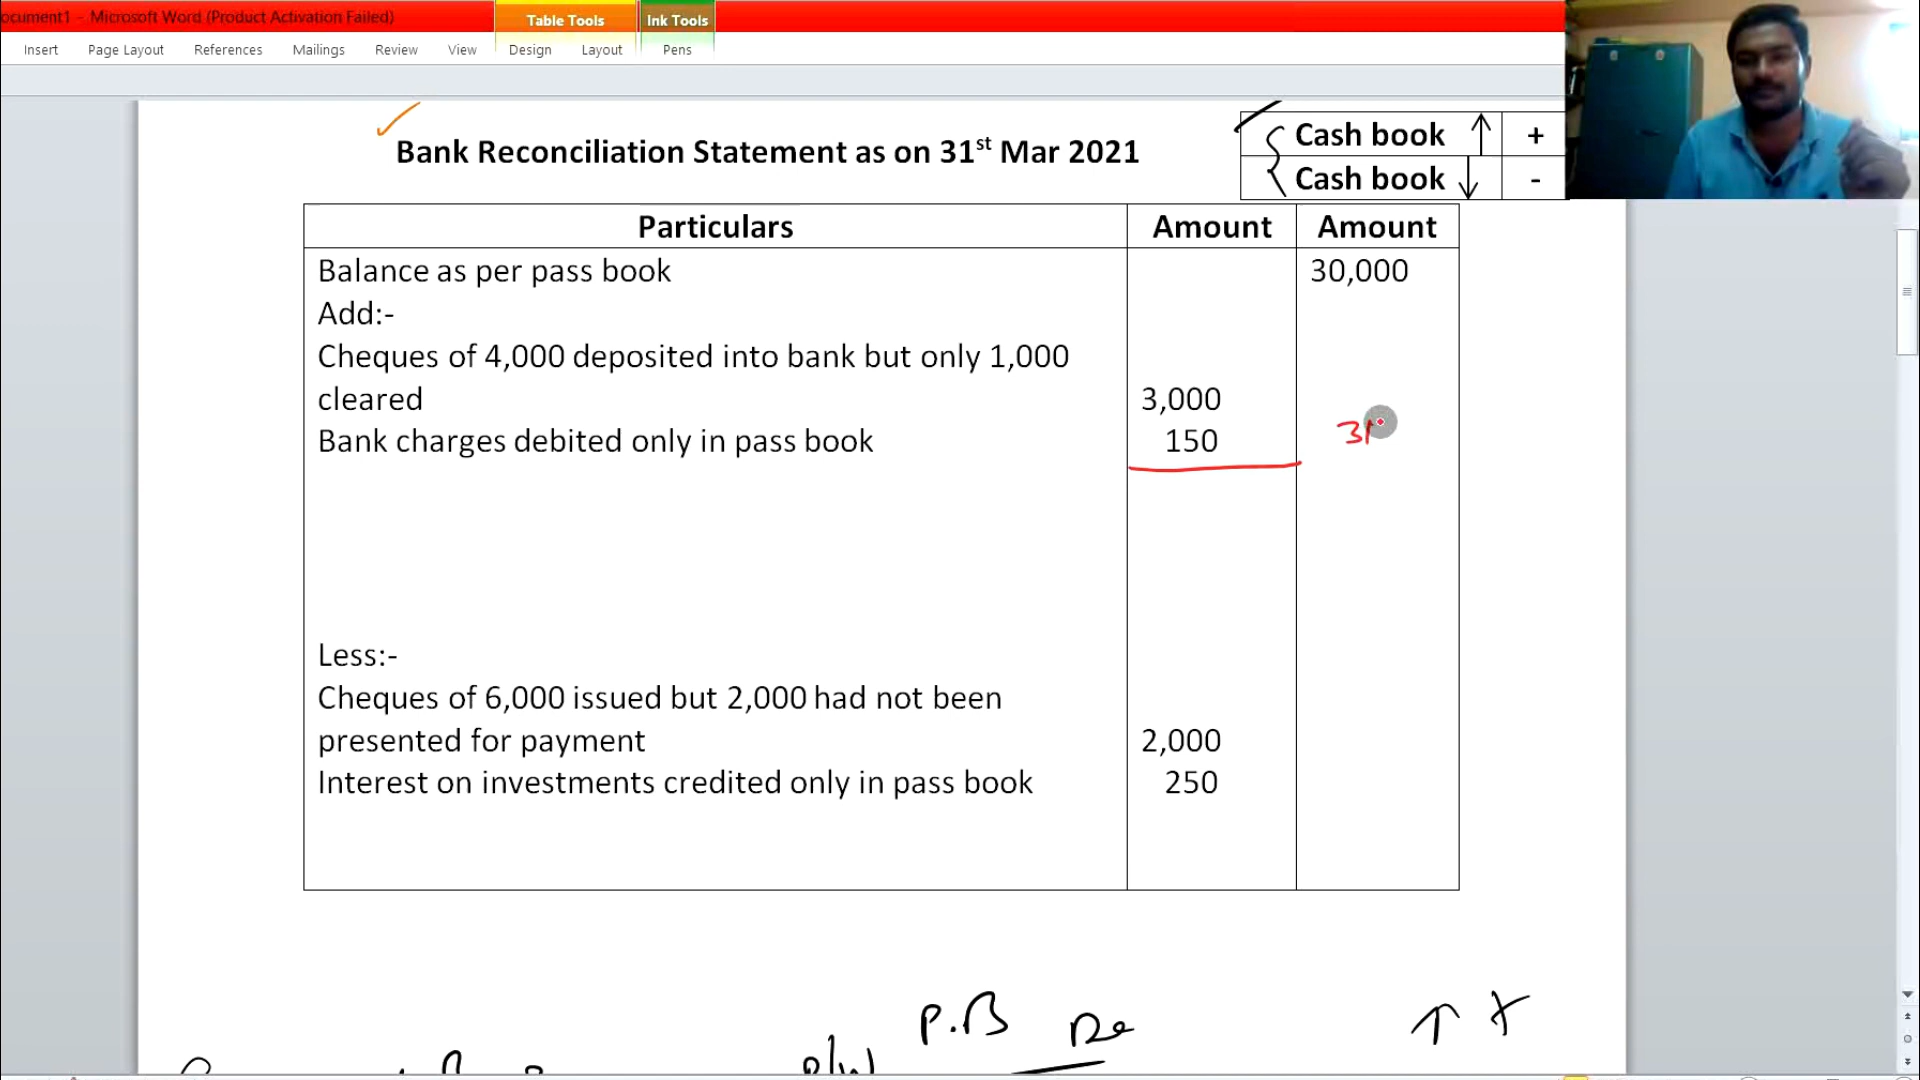 ocument1 - Microsoft Word (Product Activation Failed)
Table Tools
Ink Tools
Insert Page Layout References Mailings Review View Design Layout Pens
Bank Reconciliation Statement as on 31st Mar 2021
Cash book ↑ +
Cash book ↓ -
Particulars Amount Amount
Balance as per pass book 30,000
Add:-
Cheques of 4,000 deposited into bank but only 1,000
cleared 3,000
Bank charges debited only in pass book 150 31
Less:-
Cheques of 6,000 issued but 2,000 had not been
presented for payment 2,000
Interest on investments credited only in pass book 250
P.B ↑ +